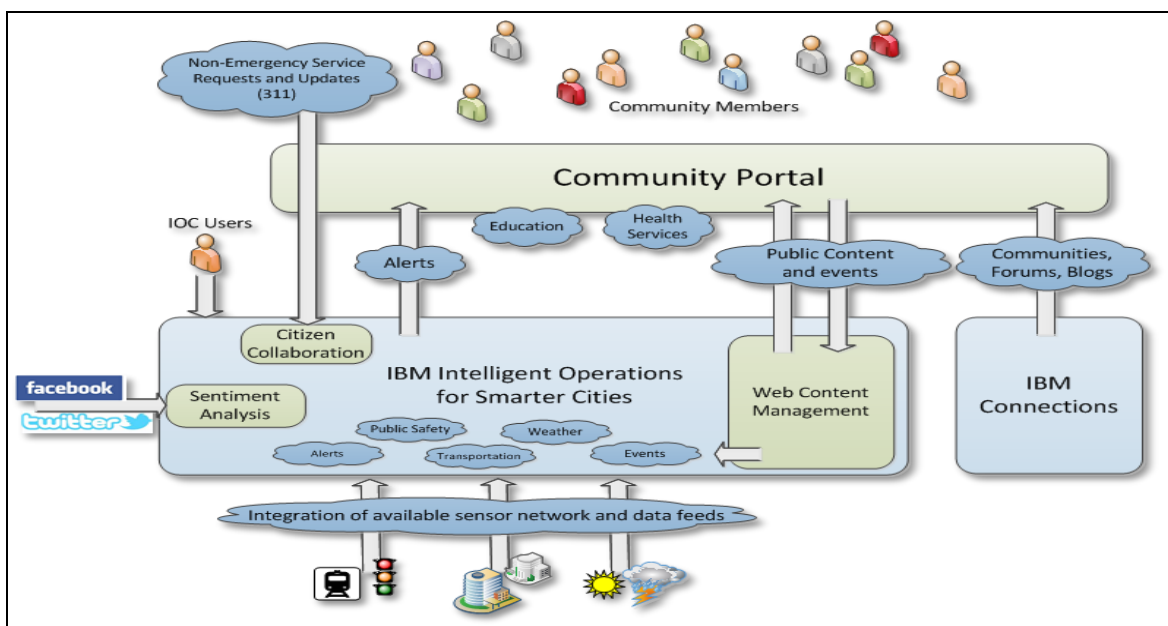 Non-Emergency Service
Requests and Updates
(311)
Community Members
Community Portal
IOC Users
Education
Health
Services
Alerts
Public Content
and events
Communities,
Forums, Blogs
Citizen
Collaboration
IBM Intelligent Operations
for Smarter Cities
Web Content
Management
IBM
Connections
facebook
twitter
Sentiment
Analysis
Public Safety
Weather
Alerts
Transportation
Events
Integration of available sensor network and data feeds